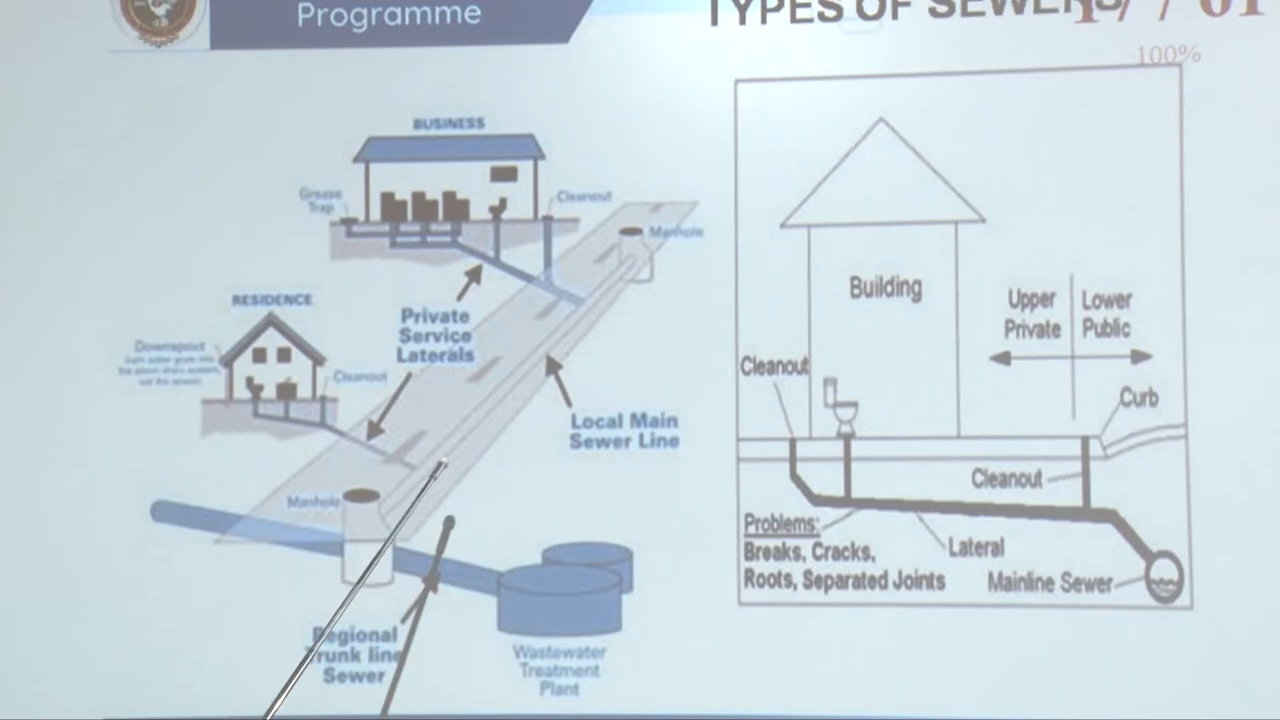 Programme
TYPES OF SEWERS
100%
BUSINESS
Grease
Trap
Cleanout
Manhole
RESIDENCE
Downspout
Cleanout
Private
Service
Laterals
Local Main
Sewer Line
Manhole
Regional
Trunk line
Sewer
Wastewater
Treatment
Plant
Building
Upper
Private
Lower
Public
Cleanout
Curb
Cleanout
Problems:
Breaks, Cracks,
Roots, Separated Joints
Lateral
Mainline Sewer